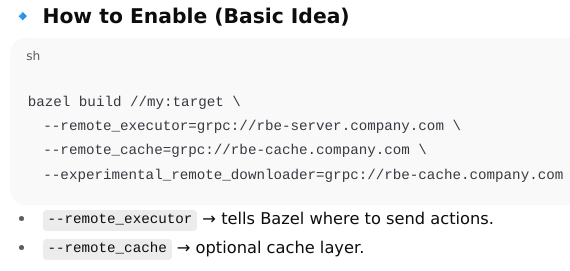 🔹 How to Enable (Basic Idea)
sh
bazel build //my:target \
--remote_executor=grpc://rbe-server.company.com \
--remote_cache=grpc://rbe-cache.company.com \
--experimental_remote_downloader=grpc://rbe-cache.company.com
• --remote_executor → tells Bazel where to send actions.
• --remote_cache → optional cache layer.